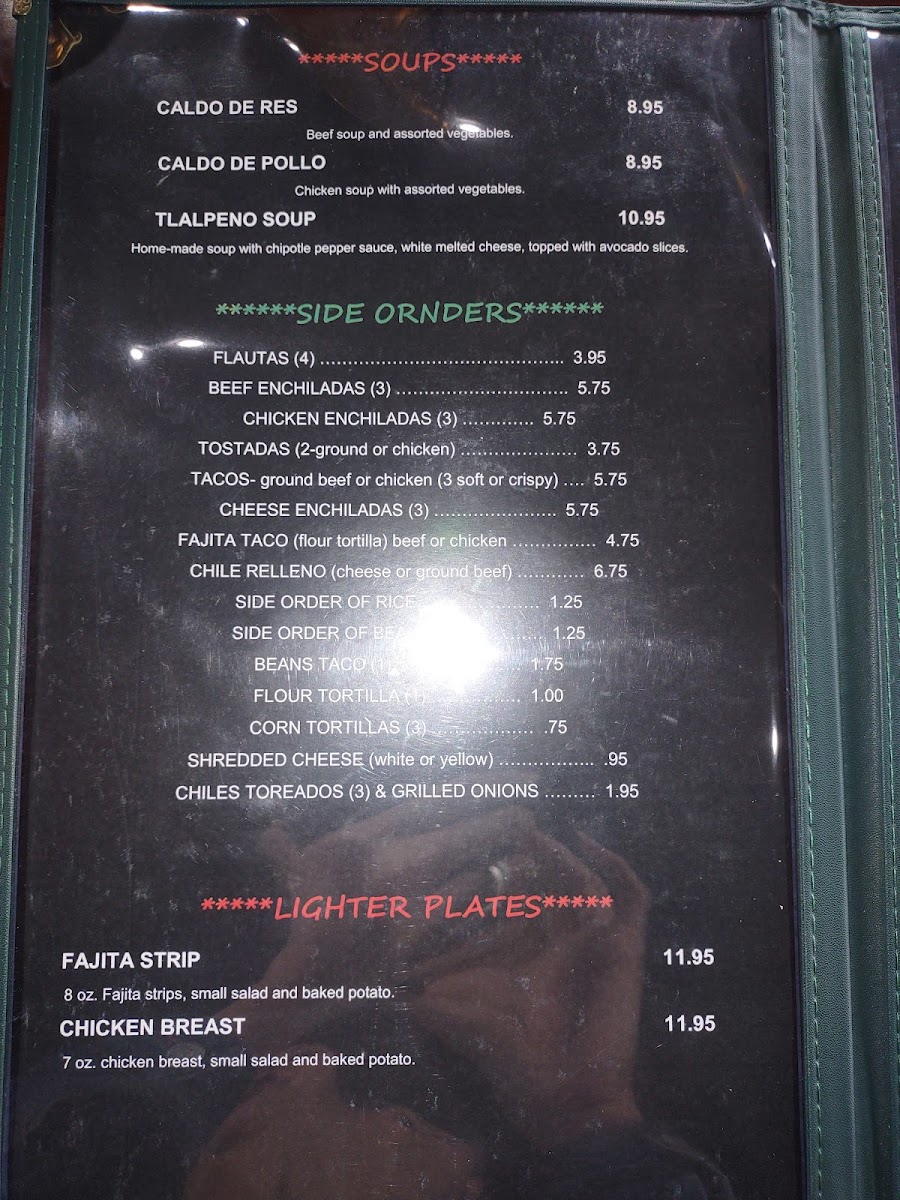 *****SOUPS*****
CALDO DE RES 8.95
Beef soup and assorted vegetables.
CALDO DE POLLO 8.95
Chicken soup with assorted vegetables.
TLALPENO SOUP 10.95
Home-made soup with chipotle pepper sauce, white melted cheese, topped with avocado slices.
******SIDE ORNDERS******
FLAUTAS (4) ............................................. 3.95
BEEF ENCHILADAS (3) ................................ 5.75
CHICKEN ENCHILADAS (3) ............. 5.75
TOSTADAS (2-ground or chicken) ...................... 3.75
TACOS- ground beef or chicken (3 soft or crispy) .... 5.75
CHEESE ENCHILADAS (3) ....................... 5.75
FAJITA TACO (flour tortilla) beef or chicken ............... 4.75
CHILE RELLENO (cheese or ground beef) ............ 6.75
SIDE ORDER OF RICE ...................... 1.25
SIDE ORDER OF ......... 1.25
BEANS TACO (1) ......... 1.75
FLOUR TORTILLA (1) ................. 1.00
CORN TORTILLAS (3) ................... .75
SHREDDED CHEESE (white or yellow) .................. .95
CHILES TOREADOS (3) & GRILLED ONIONS ......... 1.95
*****LIGHTER PLATES*****
FAJITA STRIP 11.95
8 oz. Fajita strips, small salad and baked potato.
CHICKEN BREAST 11.95
7 oz. chicken breast, small salad and baked potato.